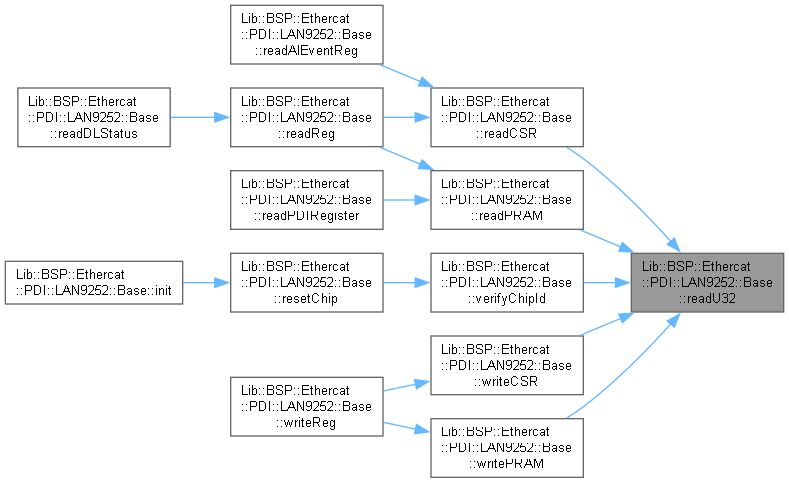 Lib::BSP::Ethercat
::PDI::LAN9252::Base
::readAlEventReg
Lib::BSP::Ethercat
::PDI::LAN9252::Base
::readDLStatus
Lib::BSP::Ethercat
::PDI::LAN9252::Base
::readReg
Lib::BSP::Ethercat
::PDI::LAN9252::Base
::readCSR
Lib::BSP::Ethercat
::PDI::LAN9252::Base
::readPDIRegister
Lib::BSP::Ethercat
::PDI::LAN9252::Base
::readPRAM
Lib::BSP::Ethercat
::PDI::LAN9252::Base::init
Lib::BSP::Ethercat
::PDI::LAN9252::Base
::resetChip
Lib::BSP::Ethercat
::PDI::LAN9252::Base
::verifyChipId
Lib::BSP::Ethercat
::PDI::LAN9252::Base
::readU32
Lib::BSP::Ethercat
::PDI::LAN9252::Base
::writeCSR
Lib::BSP::Ethercat
::PDI::LAN9252::Base
::writeReg
Lib::BSP::Ethercat
::PDI::LAN9252::Base
::writePRAM